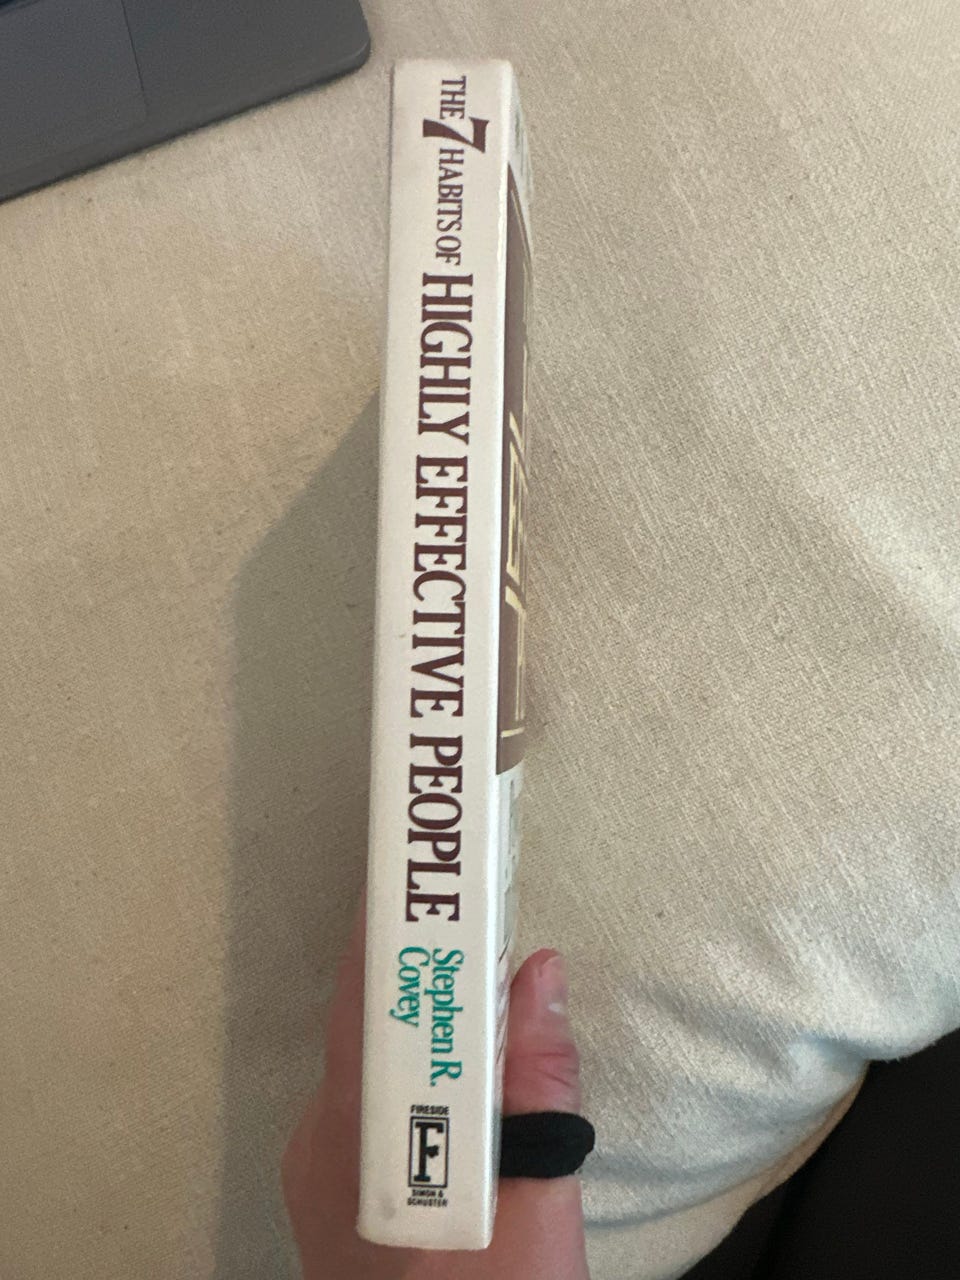 THE 7 HABITS OF HIGHLY EFFECTIVE PEOPLE
Stephen R.
Covey
FIRESIDE
F
SIMON &
SCHUSTER